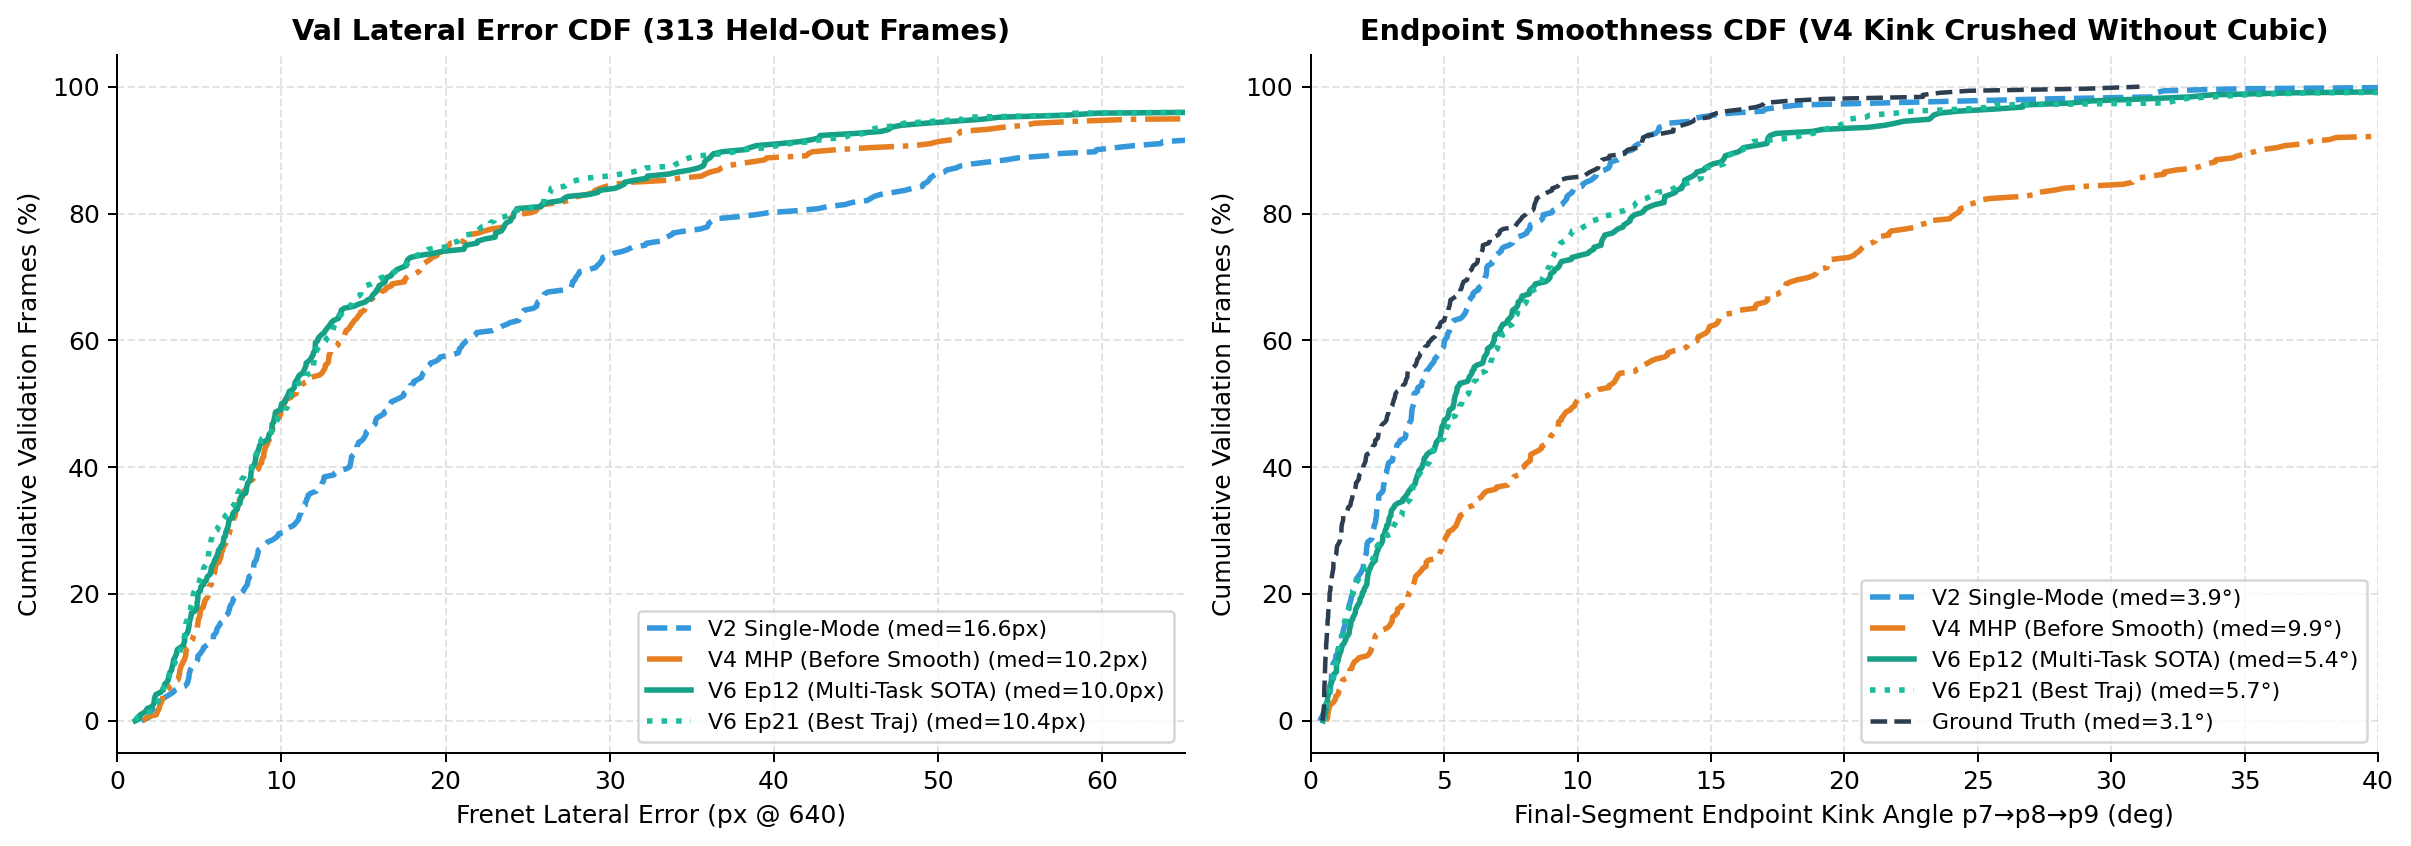 Val Lateral Error CDF (313 Held-Out Frames)
Cumulative Validation Frames (%)
100
80
60
40
20
0
0 10 20 30 40 50 60
Frenet Lateral Error (px @ 640)
V2 Single-Mode (med=16.6px)
V4 MHP (Before Smooth) (med=10.2px)
V6 Ep12 (Multi-Task SOTA) (med=10.0px)
V6 Ep21 (Best Traj) (med=10.4px)
Endpoint Smoothness CDF (V4 Kink Crushed Without Cubic)
Cumulative Validation Frames (%)
100
80
60
40
20
0
0 5 10 15 20 25 30 35 40
Final-Segment Endpoint Kink Angle p7→p8→p9 (deg)
V2 Single-Mode (med=3.9°)
V4 MHP (Before Smooth) (med=9.9°)
V6 Ep12 (Multi-Task SOTA) (med=5.4°)
V6 Ep21 (Best Traj) (med=5.7°)
Ground Truth (med=3.1°)